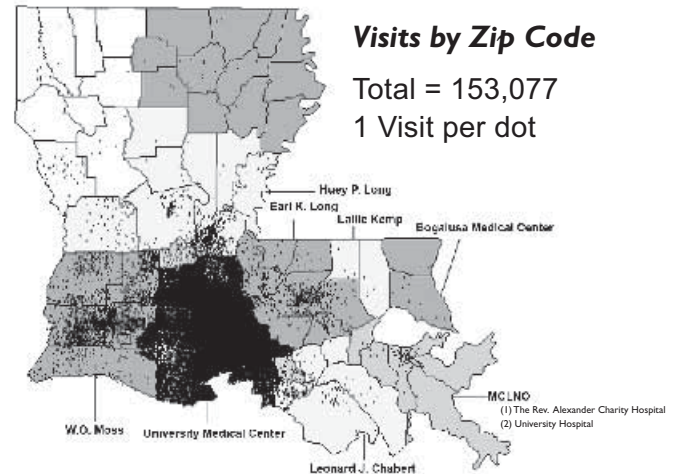 Visits by Zip Code
Total = 153,077
1 Visit per dot
Huey P. Long
Earl K. Long
Lallie Kemp
Bogalusa Medical Center
MCLNO
(1) The Rev. Alexander Charity Hospital
(2) University Hospital
W.O. Moss
University Medical Center
Leonard J. Chabert